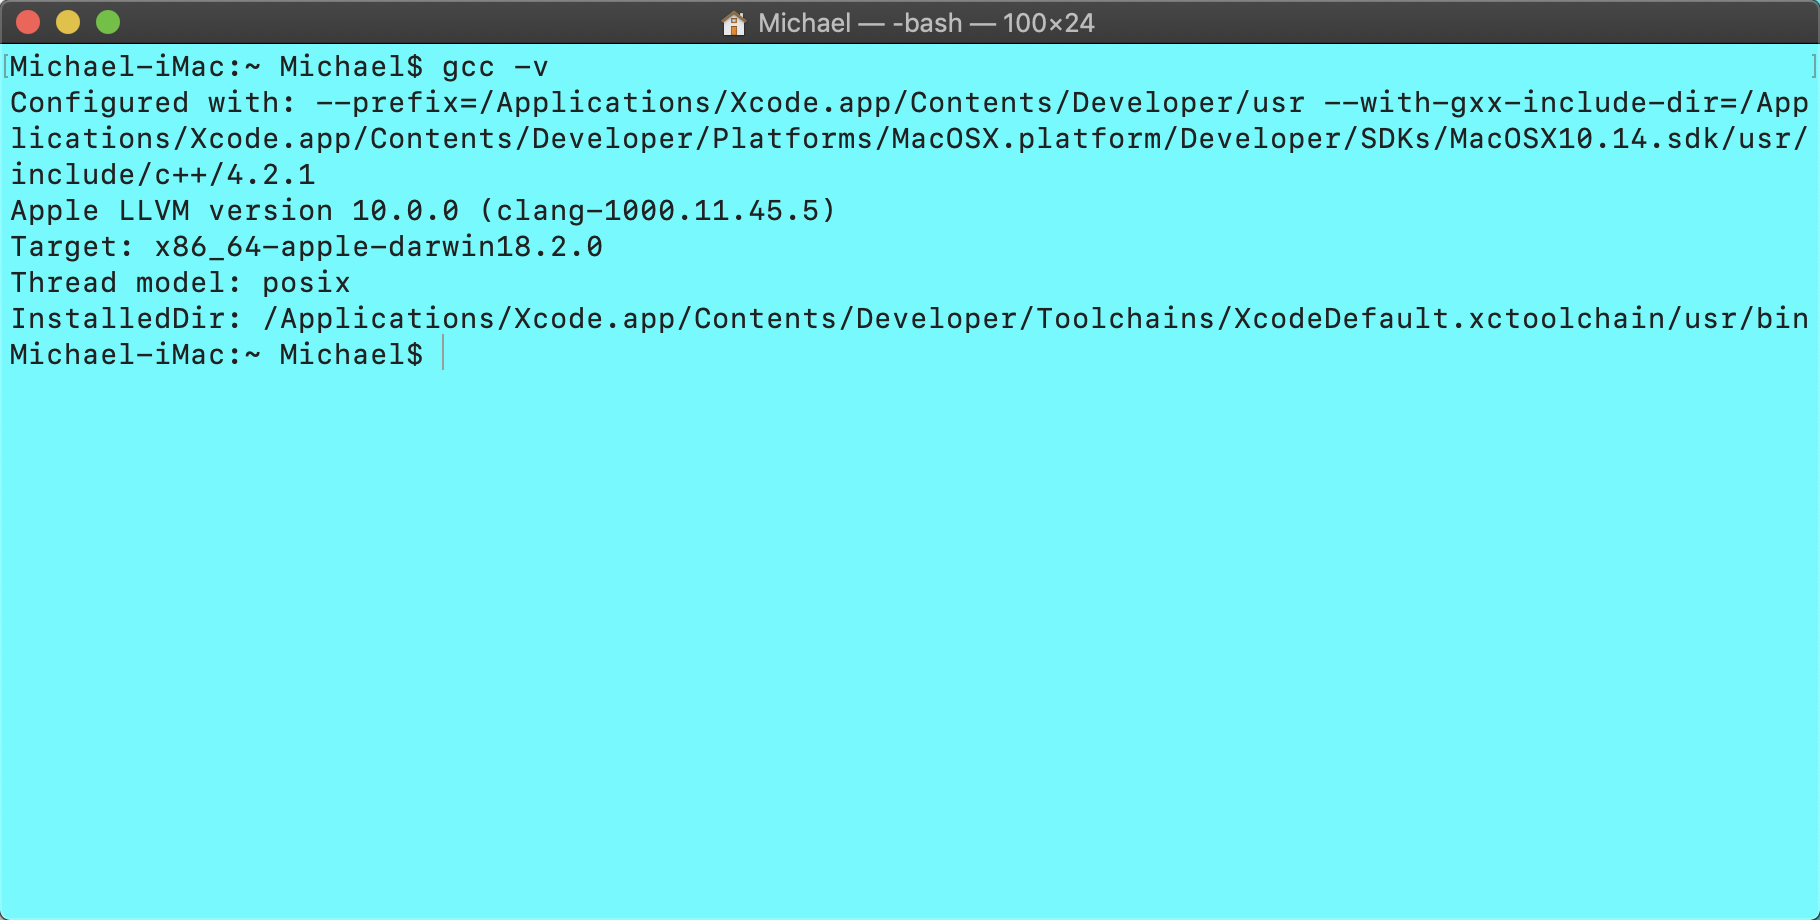 Michael — -bash — 100×24
[Michael-iMac:~ Michael$ gcc -v ]
Configured with: --prefix=/Applications/Xcode.app/Contents/Developer/usr --with-gxx-include-dir=/App
lications/Xcode.app/Contents/Developer/Platforms/MacOSX.platform/Developer/SDKs/MacOSX10.14.sdk/usr/
include/c++/4.2.1
Apple LLVM version 10.0.0 (clang-1000.11.45.5)
Target: x86_64-apple-darwin18.2.0
Thread model: posix
InstalledDir: /Applications/Xcode.app/Contents/Developer/Toolchains/XcodeDefault.xctoolchain/usr/bin
Michael-iMac:~ Michael$